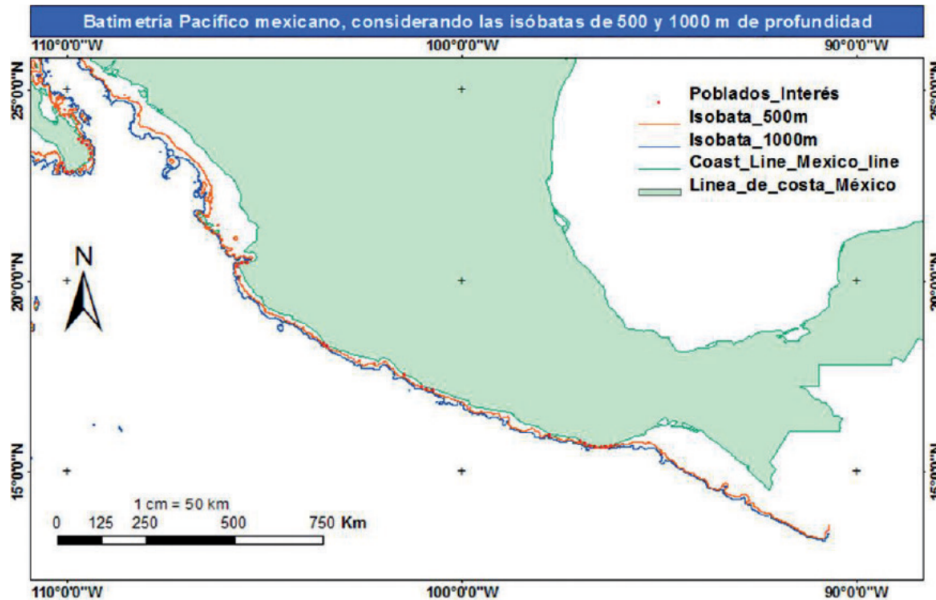 Batimetría Pacífico mexicano, considerando las isóbatas de 500 y 1000 m de profundidad
110°0'0"W 100°0'0"W 90°0'0"W
25°0'0"N
25°0'0"N
Poblados_Interés
Isobata_500m
Isobata_1000m
Coast_Line_Mexico_line
Linea_de_costa_México
N
20°0'0"N
20°0'0"N
15°0'0"N
15°0'0"N
1 cm = 50 km
0 125 250 500 750 Km
110°0'0"W 100°0'0"W 90°0'0"W